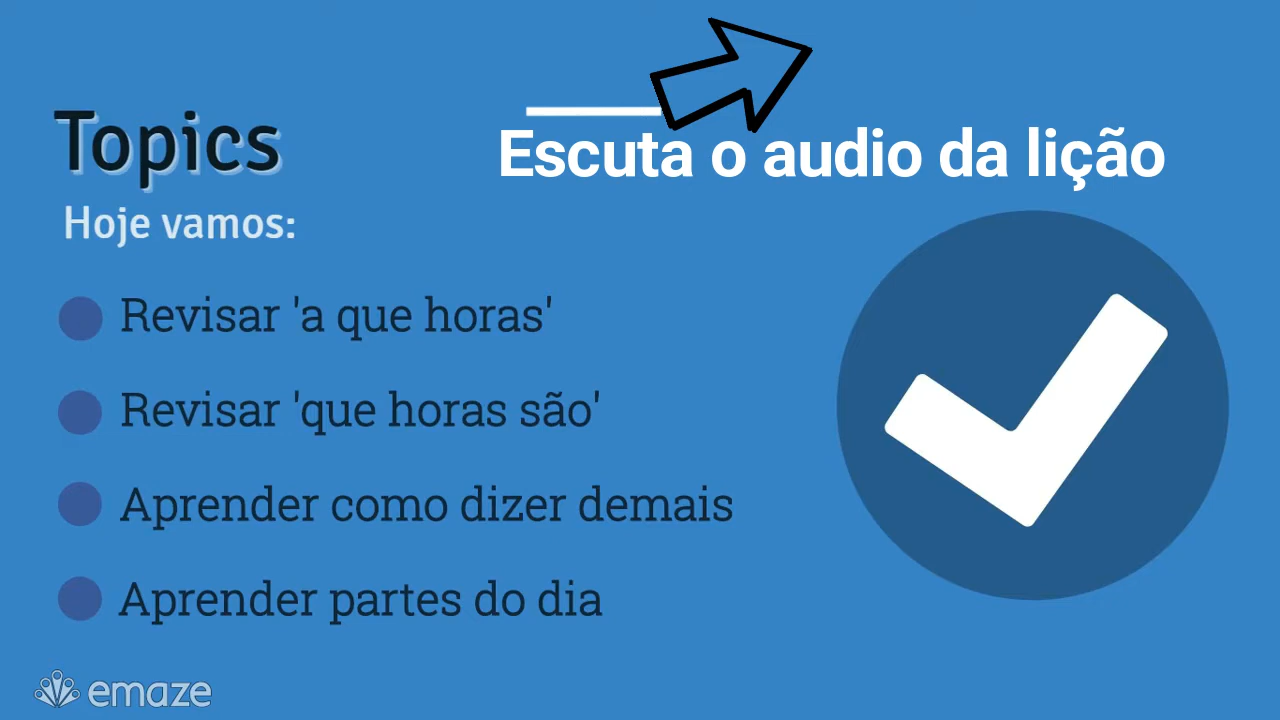 Topics
Escuta o audio da lição
Hoje vamos:
Revisar 'a que horas'
Revisar 'que horas são'
Aprender como dizer demais
Aprender partes do dia
emaze